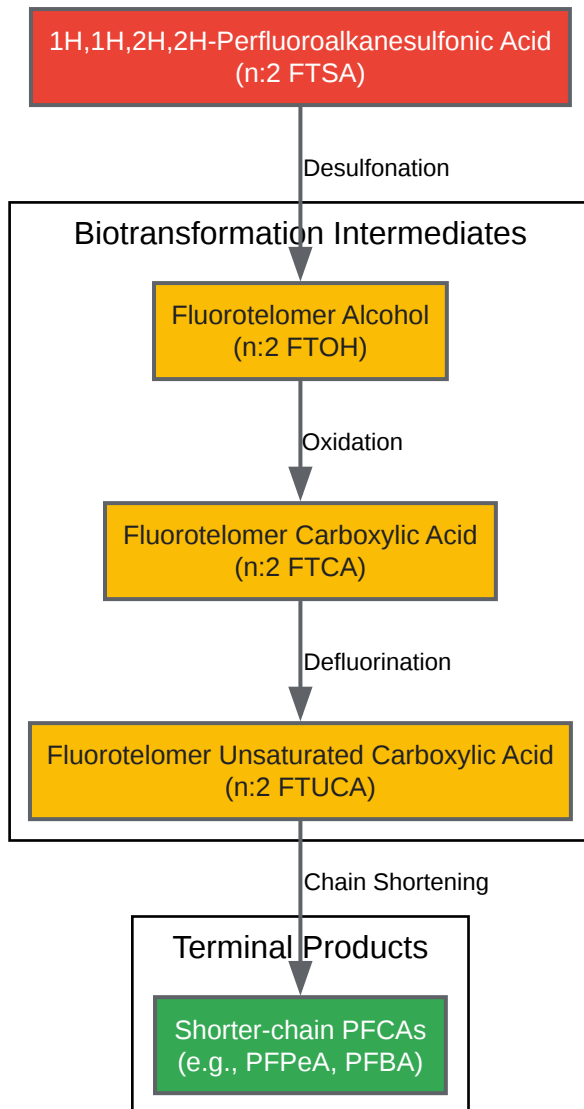 1H,1H,2H,2H-Perfluoroalkanesulfonic Acid
(n:2 FTSA)
Desulfonation
Biotransformation Intermediates
Fluorotelomer Alcohol
(n:2 FTOH)
Oxidation
Fluorotelomer Carboxylic Acid
(n:2 FTCA)
Defluorination
Fluorotelomer Unsaturated Carboxylic Acid
(n:2 FTUCA)
Chain Shortening
Terminal Products
Shorter-chain PFCAs
(e.g., PFPeA, PFBA)